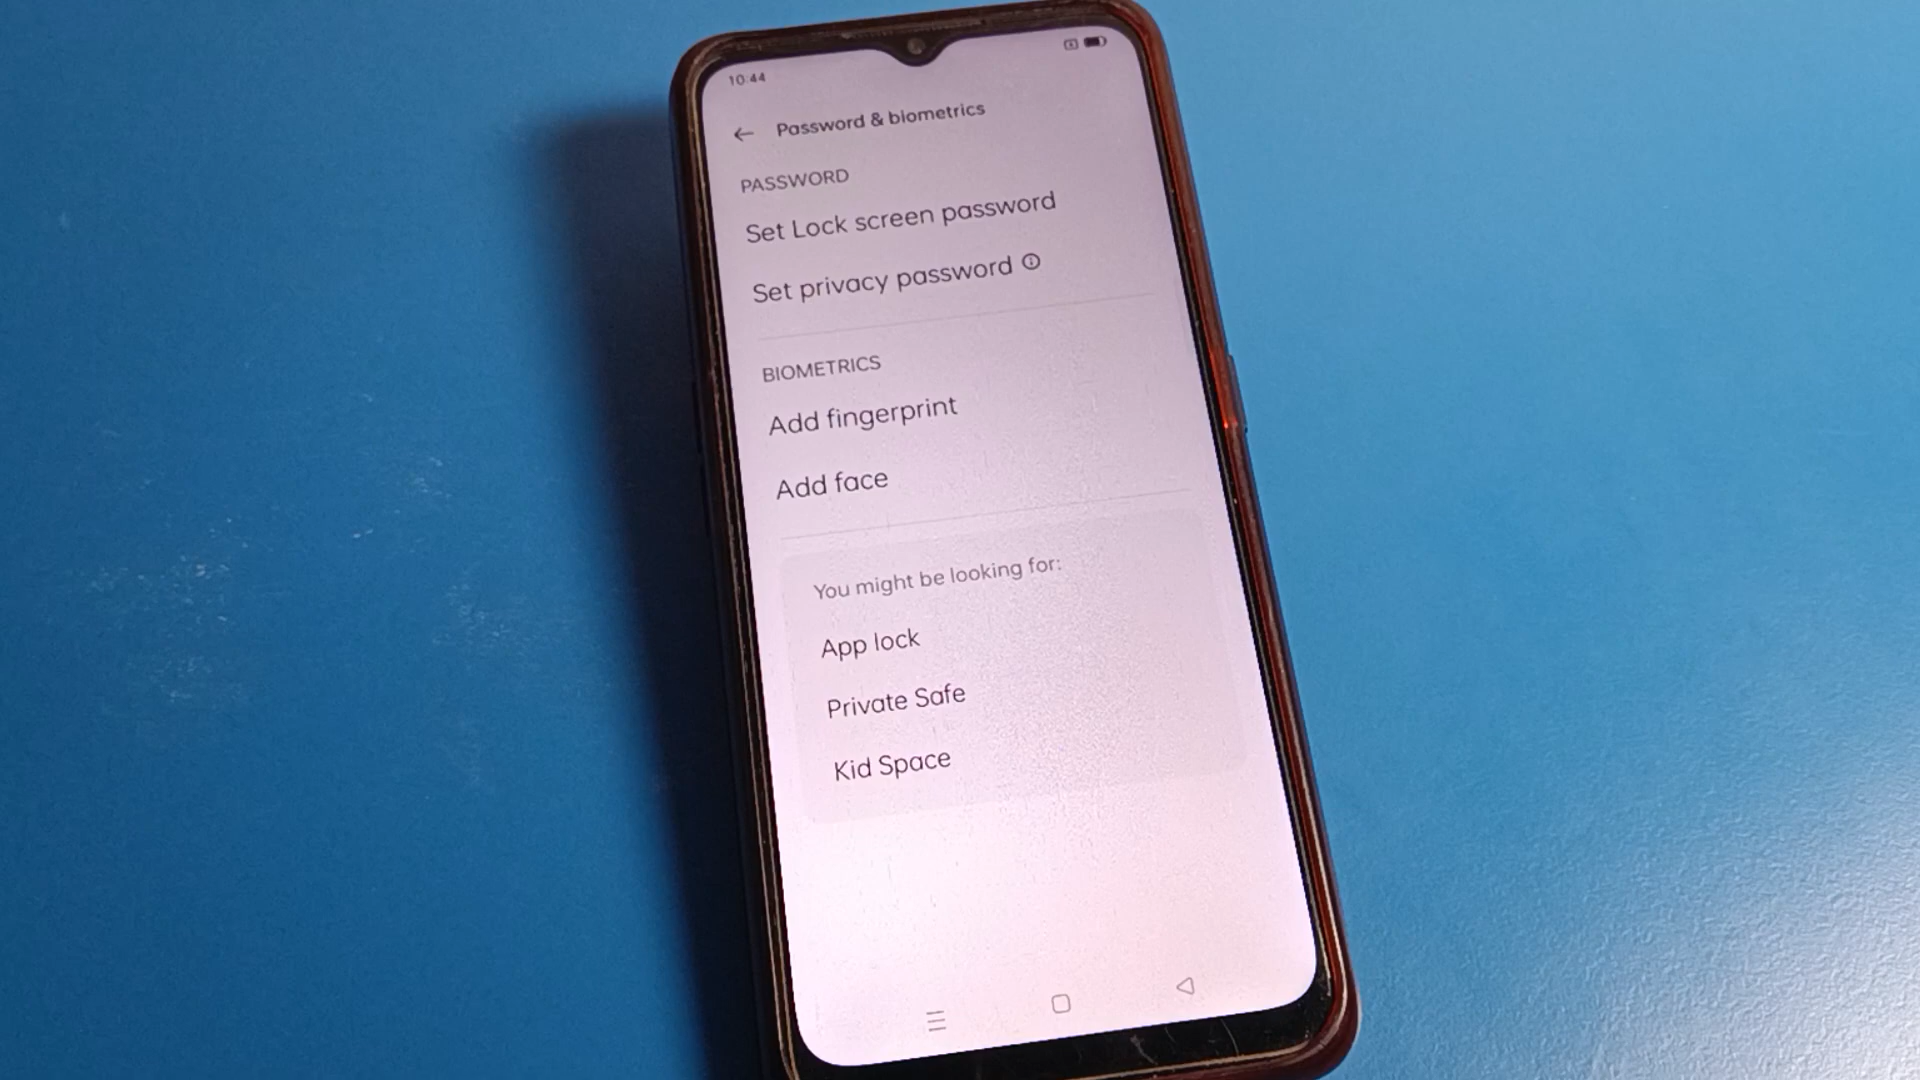 10:44
Password & biometrics
PASSWORD
Set Lock screen password
Set privacy password
BIOMETRICS
Add fingerprint
Add face
You might be looking for:
App lock
Private Safe
Kid Space